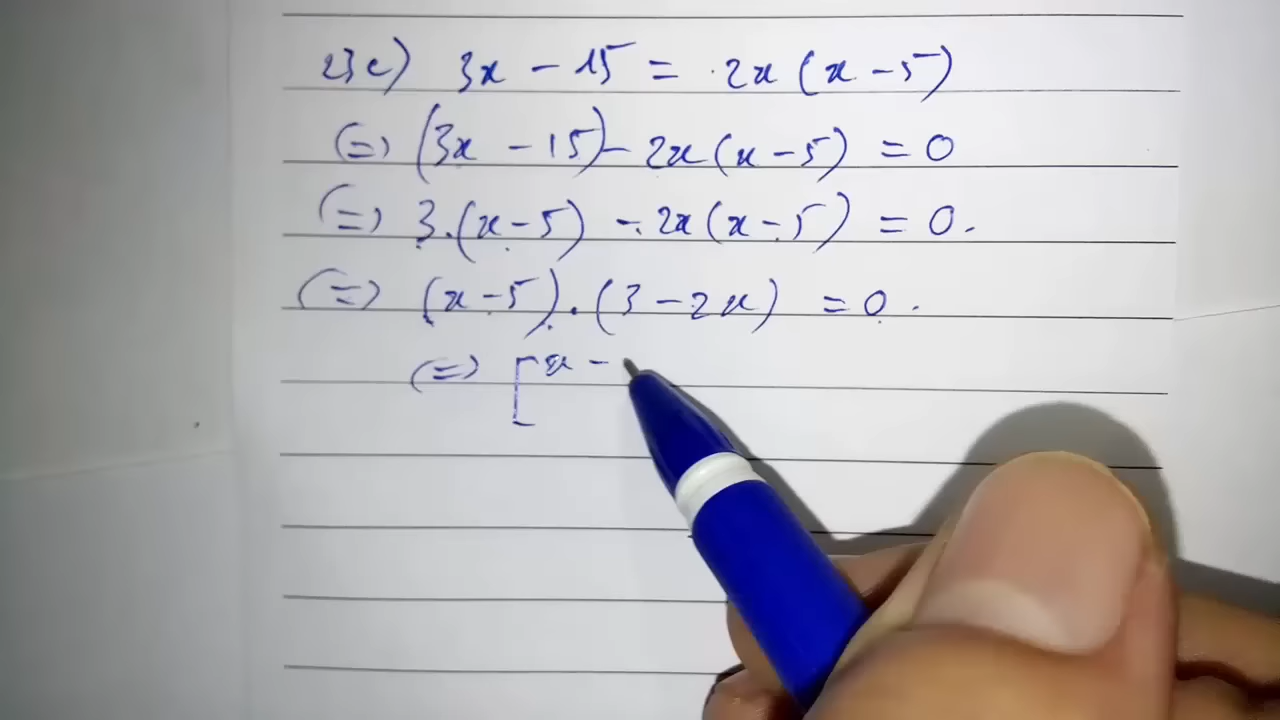 23c) 3x - 15 = 2x(x - 5)
(=) (3x - 15) - 2x(x - 5) = 0
(=) 3.(x - 5) - 2x(x - 5) = 0.
(=) (x - 5).(3 - 2x) = 0.
(=) [ x -